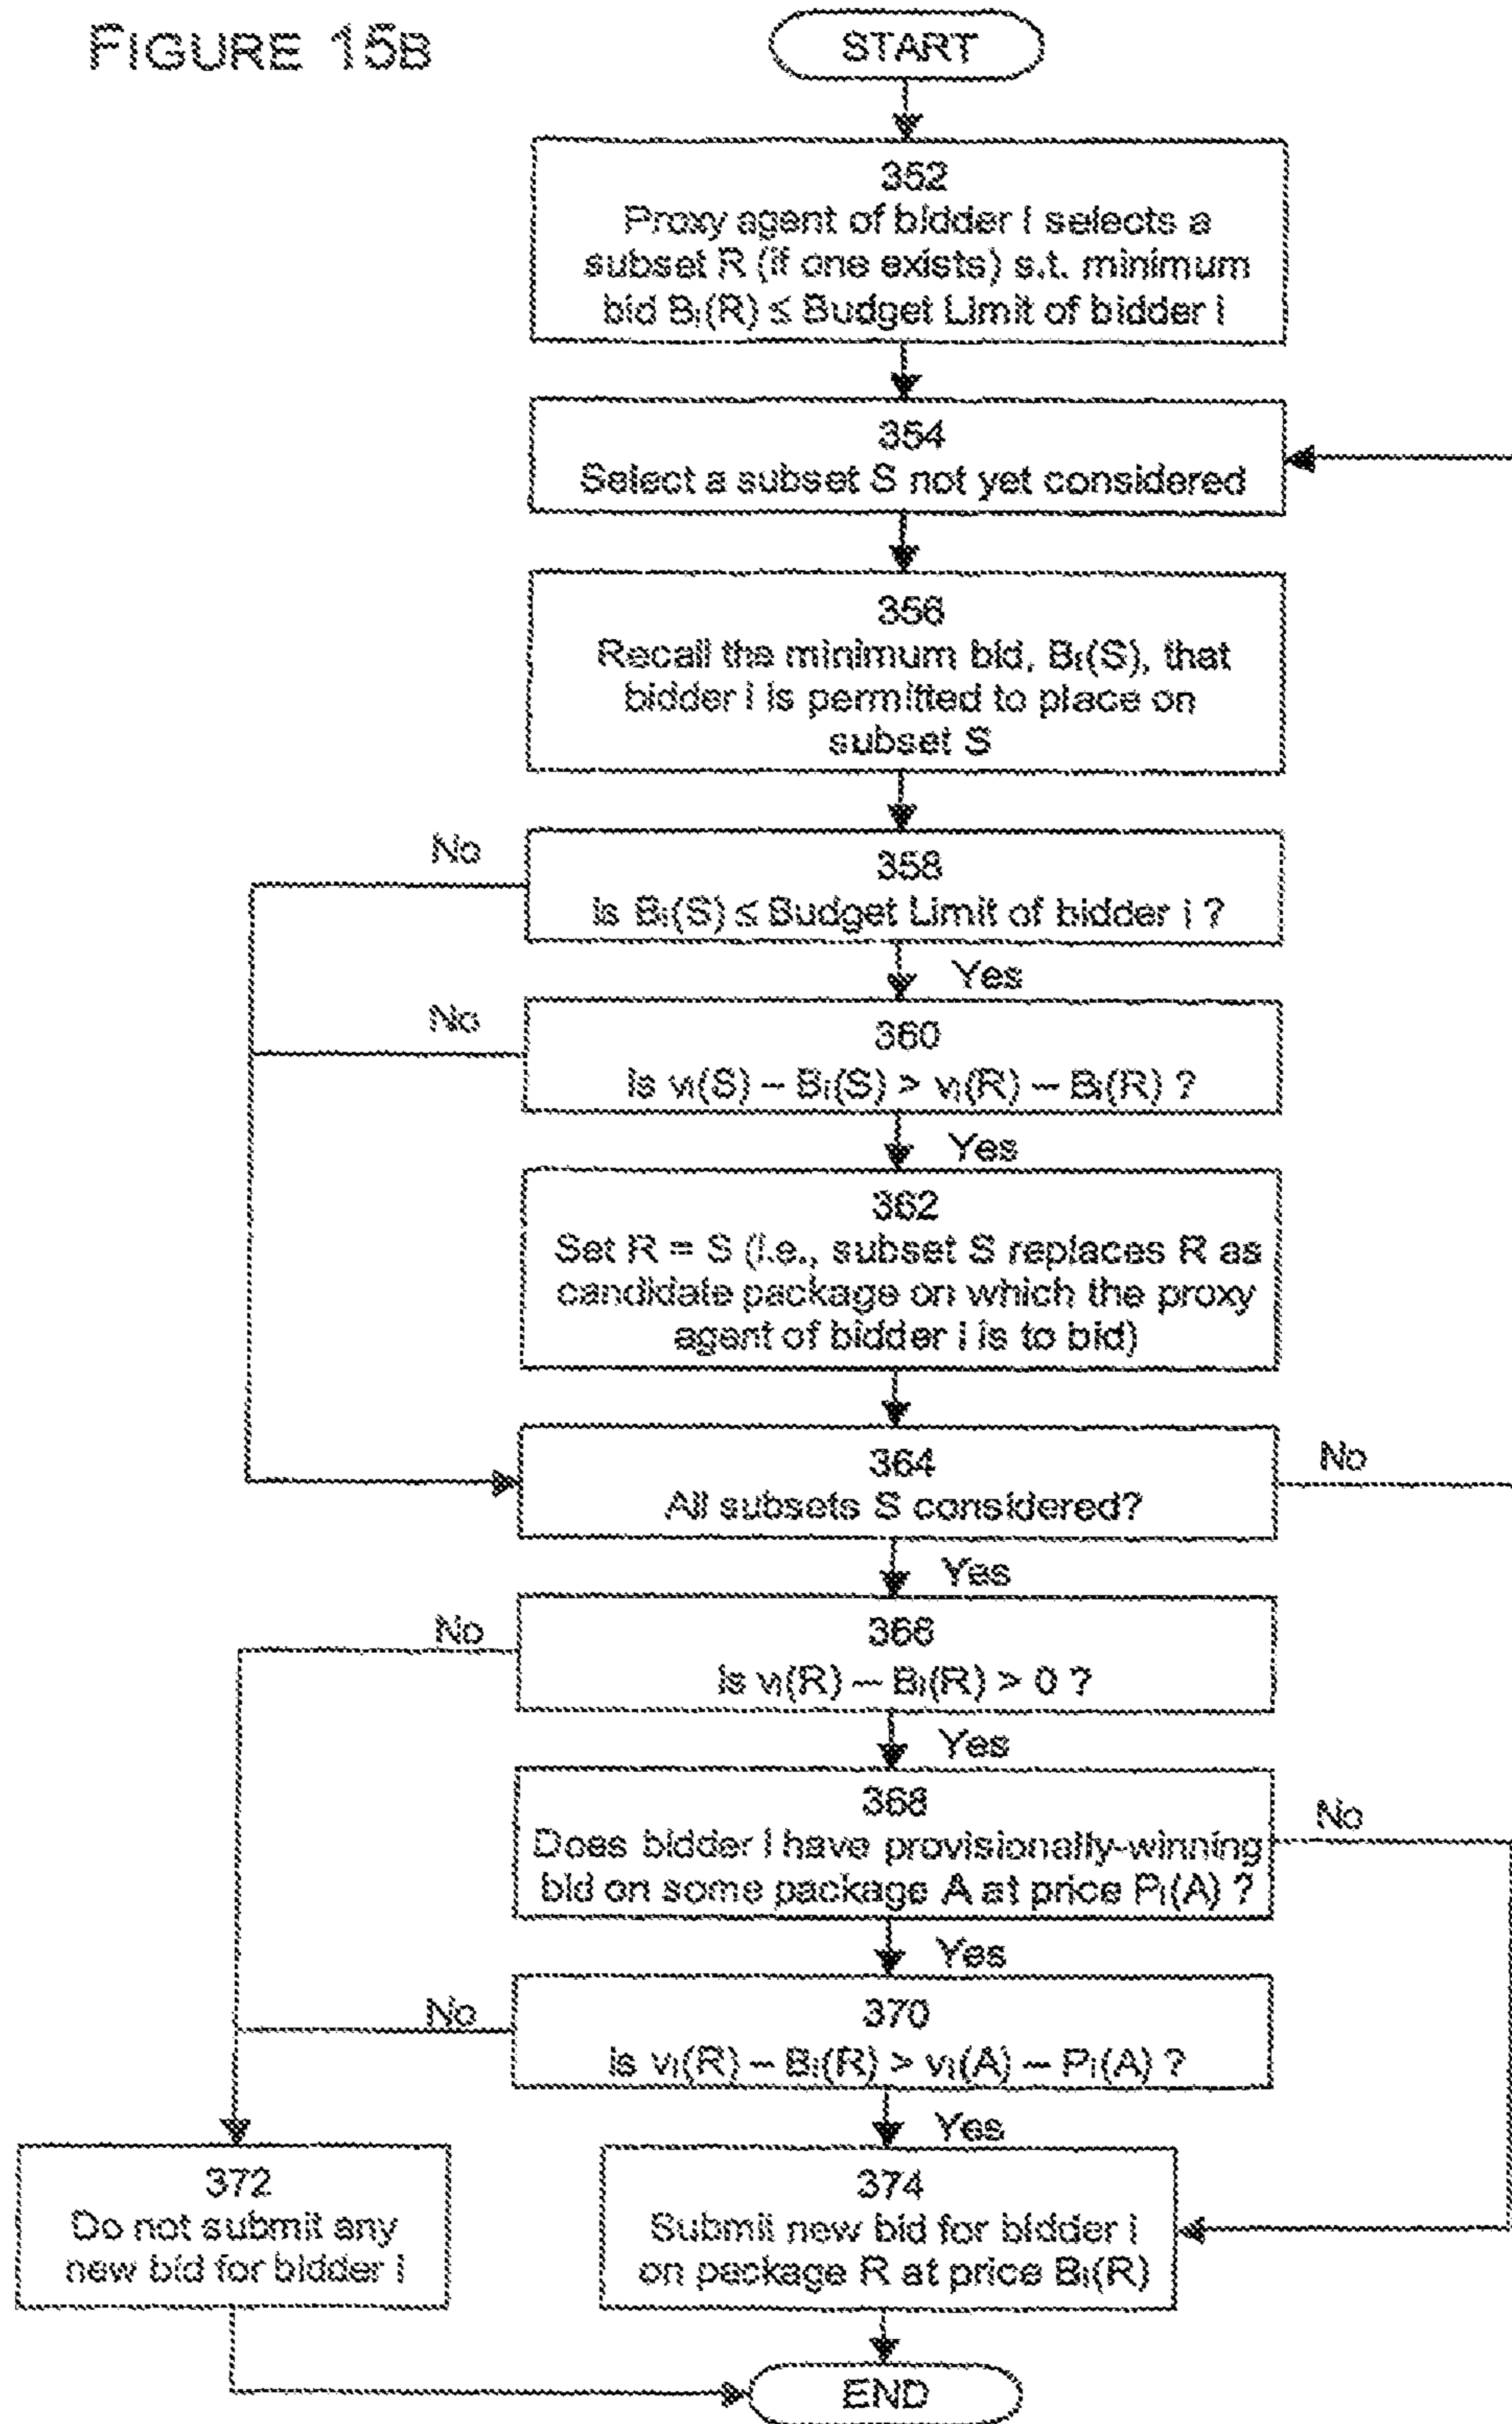 FIGURE 15B
START
352
Proxy agent of bidder i selects a
subset R (if one exists) s.t. minimum
bid Bi(R) ≤ Budget Limit of bidder i
354
Select a subset S not yet considered
356
Recall the minimum bid, Bi(S), that
bidder i is permitted to place on
subset S
No
358
Is Bi(S) ≤ Budget Limit of bidder i ?
Yes
No
360
Is vi(S) – Bi(S) > vi(R) – Bi(R) ?
Yes
362
Set R = S (i.e., subset S replaces R as
candidate package on which the proxy
agent of bidder i is to bid)
364
All subsets S considered?
No
Yes
No
366
Is vi(R) – Bi(R) > 0 ?
Yes
368
Does bidder i have provisionally-winning
bid on some package A at price Pi(A) ?
No
Yes
No
370
Is vi(R) – Bi(R) > vi(A) – Pi(A) ?
Yes
372
Do not submit any
new bid for bidder i
374
Submit new bid for bidder i
on package R at price Bi(R)
END